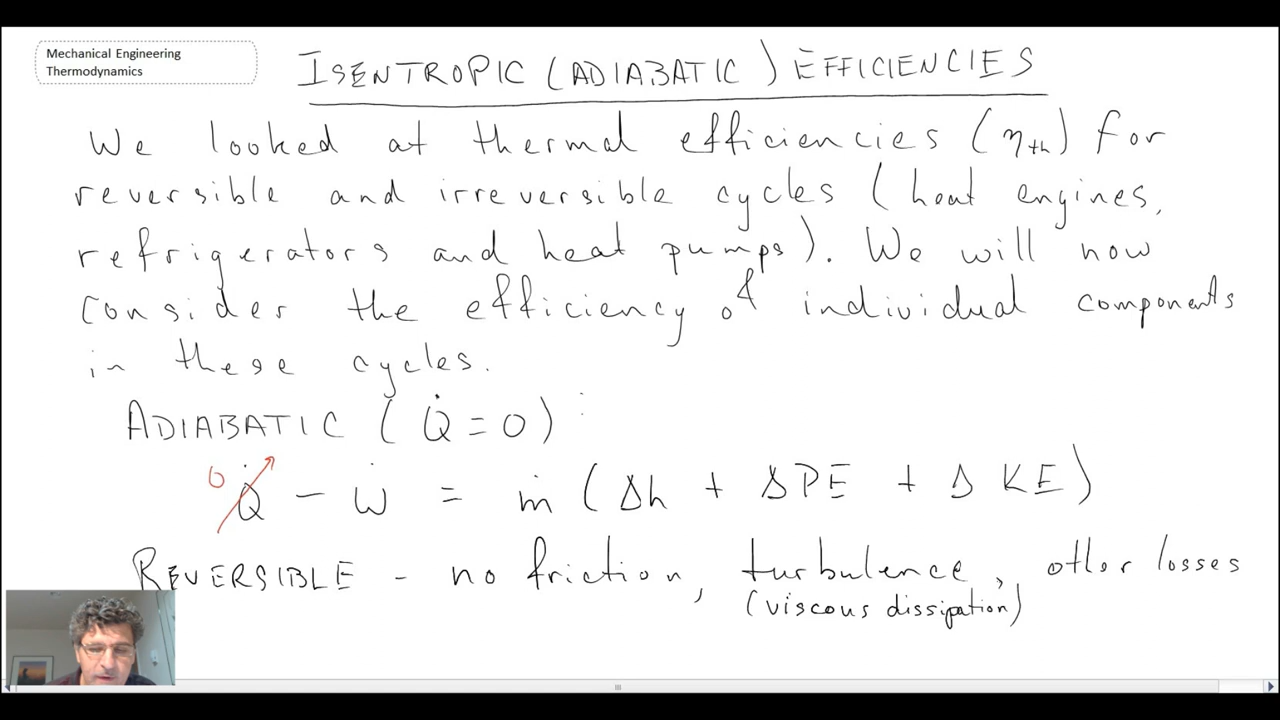 Mechanical Engineering
Thermodynamics
ISENTROPIC (ADIABATIC) EFFICIENCIES
We looked at thermal efficiencies (ηth) for
reversible and irreversible cycles (heat engines,
refrigerators and heat pumps). We will now
consider the efficiency of individual components
in these cycles.
ADIABATIC (Q̇ = 0) :
0
Q̇ - Ẇ = ṁ (Δh + ΔPE + ΔKE)
REVERSIBLE - no friction, turbulence, other losses
(viscous dissipation)